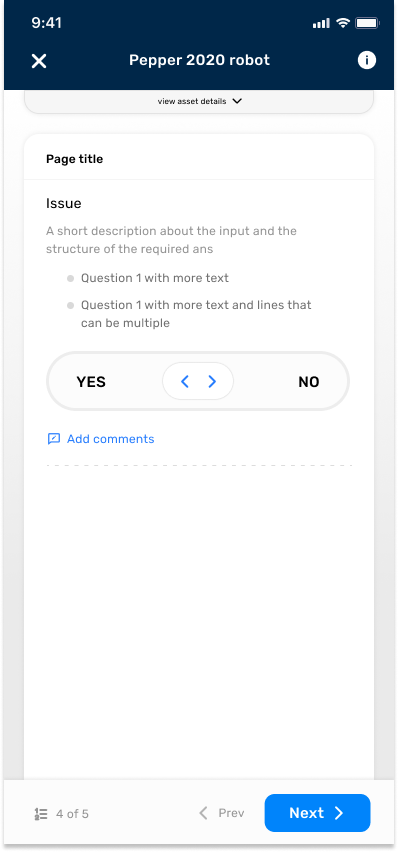 9:41
Pepper 2020 robot
view asset details
Page title
Issue
A short description about the input and the
structure of the required ans
Question 1 with more text
Question 1 with more text and lines that
can be multiple
YES NO
Add comments
4 of 5 Prev Next